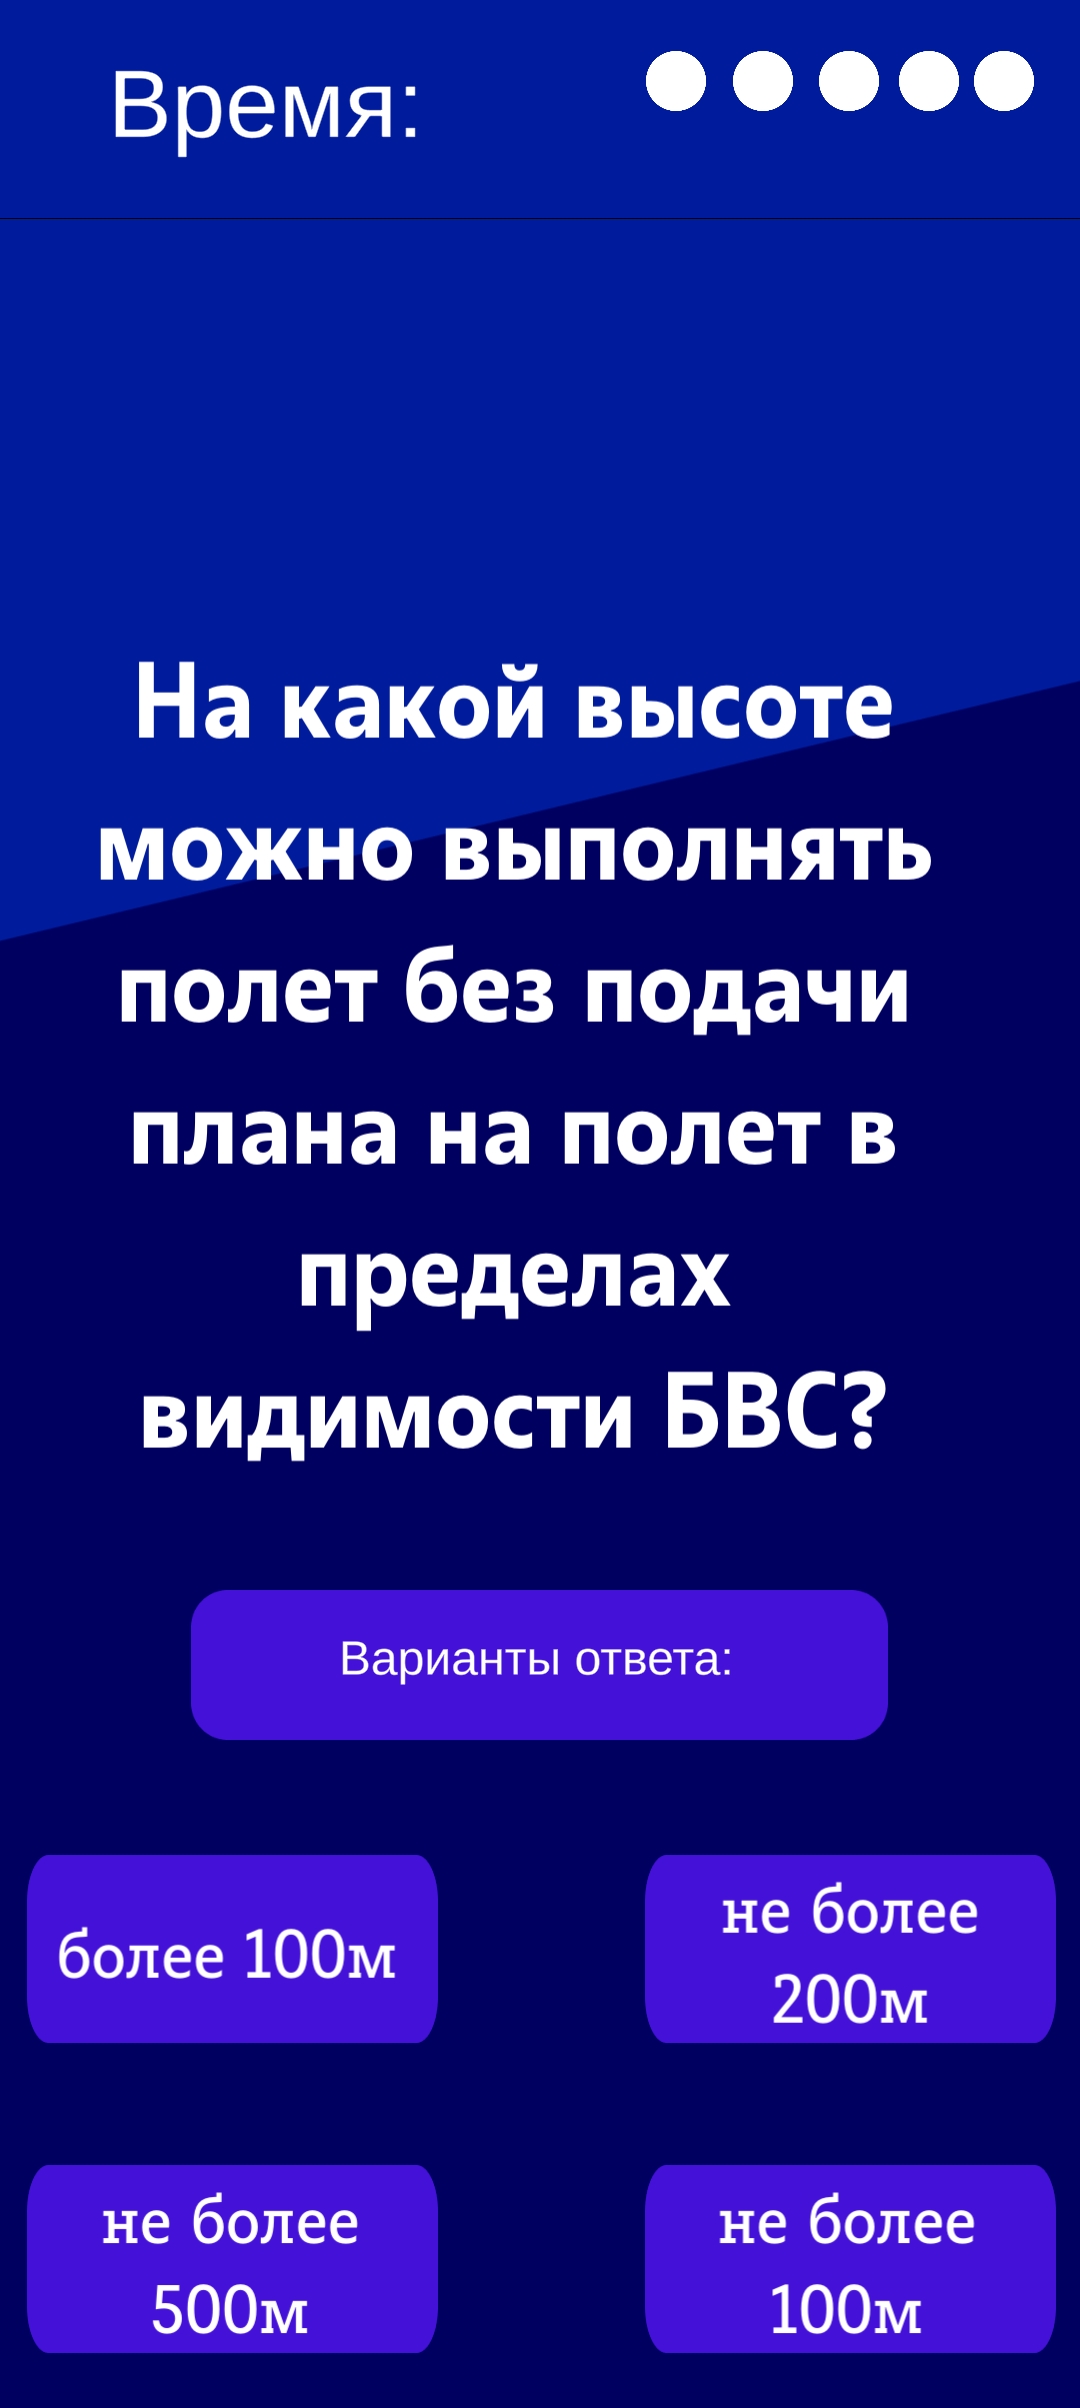 Время:
На какой высоте
можно выполнять
полет без подачи
плана на полет в
пределах
видимости БВС?
Варианты ответа:
более 100м
не более
200м
не более
500м
не более
100м